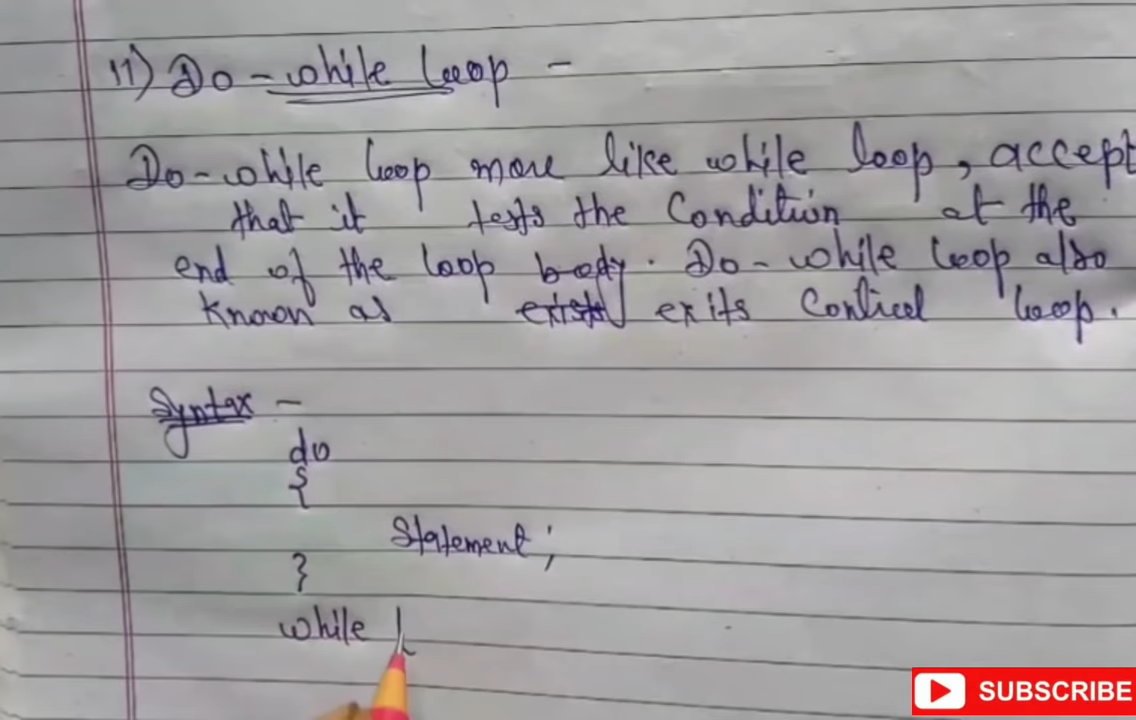 11) Do-while loop -
Do-while loop more like while loop, accept
that it tests the Condition at the
end of the loop body. Do-while loop also
known as exits Contical loop.
Syntax -
do
{
Statement;
}
while (
SUBSCRIBE